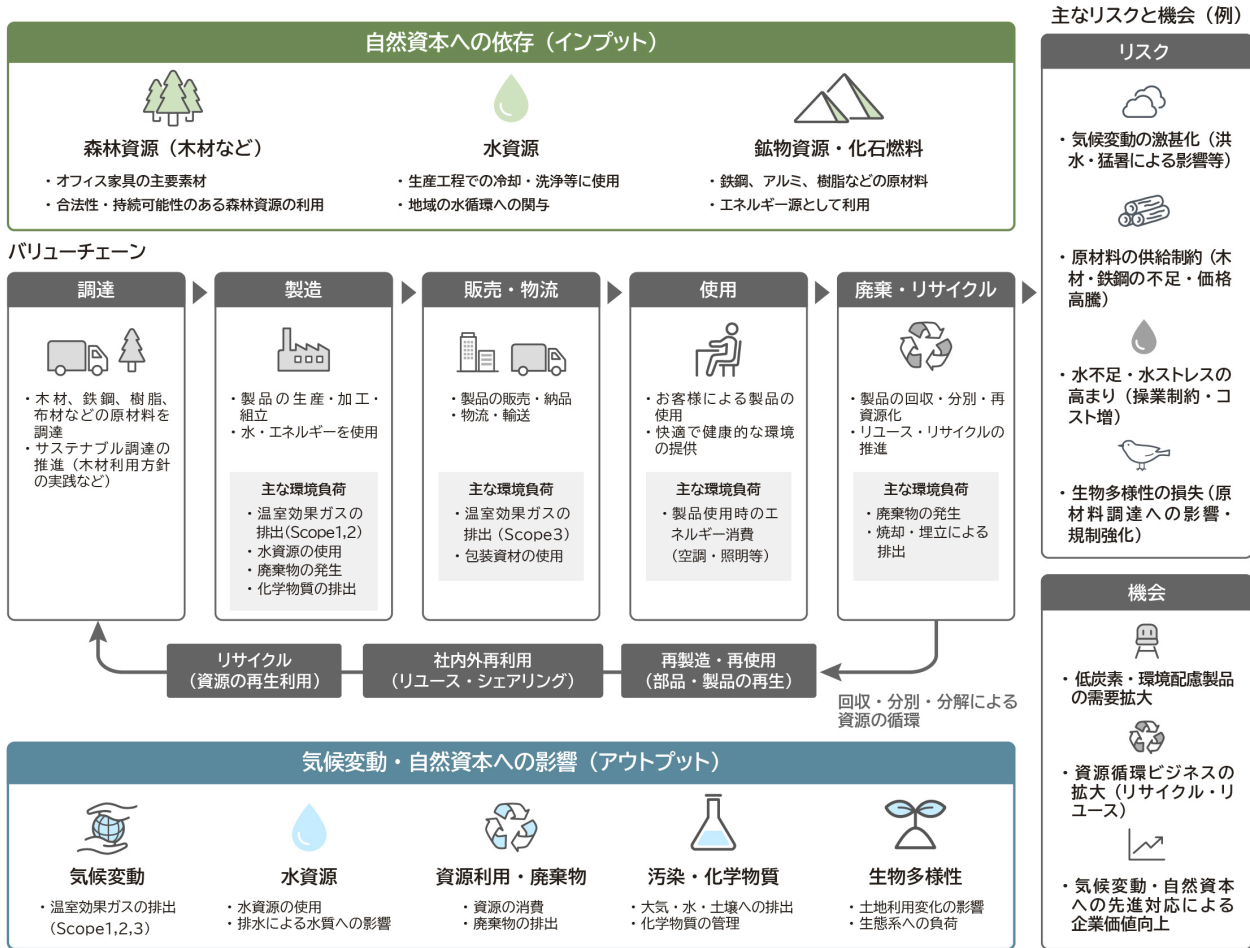 主なリスクと機会（例）
自然資本への依存（インプット）
森林資源（木材など）
・オフィス家具の主要素材
・合法性・持続可能性のある森林資源の利用
水資源
・生産工程での冷却・洗浄等に使用
・地域の水循環への関与
鉱物資源・化石燃料
・鉄鋼、アルミ、樹脂などの原材料
・エネルギー源として利用
バリューチェーン
調達
・木材、鉄鋼、樹脂、
布材などの原材料を
調達
・サステナブル調達の
推進（木材利用方針
の実践など）
製造
・製品の生産・加工・
組立
・水・エネルギーを使用
主な環境負荷
・温室効果ガスの
排出(Scope1,2)
・水資源の使用
・廃棄物の発生
・化学物質の排出
販売・物流
・製品の販売・納品
・物流・輸送
主な環境負荷
・温室効果ガスの
排出（Scope3）
・包装資材の使用
使用
・お客様による製品の
使用
・快適で健康的な環境
の提供
主な環境負荷
・製品使用時のエ
ネルギー消費
（空調・照明等）
廃棄・リサイクル
・製品の回収・分別・再
資源化
・リユース・リサイクルの
推進
主な環境負荷
・廃棄物の発生
・焼却・埋立による
排出
リサイクル
（資源の再生利用）
社内外再利用
（リユース・シェアリング）
再製造・再使用
（部品・製品の再生）
回収・分別・分解による
資源の循環
気候変動・自然資本への影響（アウトプット）
気候変動
・温室効果ガスの排出
（Scope1,2,3）
水資源
・水資源の使用
・排水による水質への影響
資源利用・廃棄物
・資源の消費
・廃棄物の排出
汚染・化学物質
・大気・水・土壌への排出
・化学物質の管理
生物多様性
・土地利用変化の影響
・生態系への負荷
リスク
・気候変動の激甚化（洪
水・猛暑による影響等）
・原材料の供給制約（木
材・鉄鋼の不足・価格
高騰）
・水不足・水ストレスの
高まり（操業制約・コ
スト増）
・生物多様性の損失（原
材料調達への影響・
規制強化）
機会
・低炭素・環境配慮製品
の需要拡大
・資源循環ビジネスの
拡大（リサイクル・リ
ユース）
・気候変動・自然資本
への先進対応による
企業価値向上